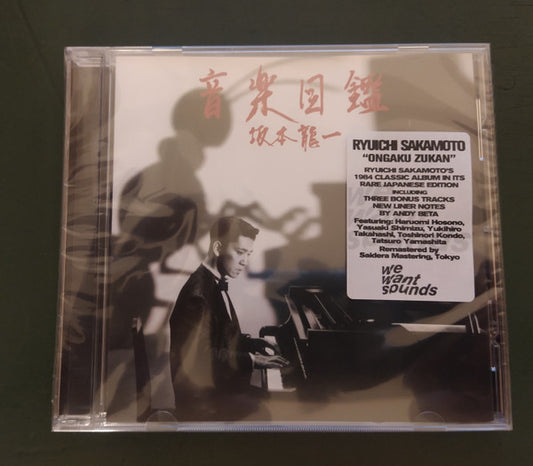 音楽図鑑
坂本龍一
RYUICHI SAKAMOTO
"ONGAKU ZUKAN"
RYUICHI SAKAMOTO'S
1984 CLASSIC ALBUM IN ITS
RARE JAPANESE EDITION
INCLUDING
THREE BONUS TRACKS
NEW LINER NOTES
BY ANDY BETA
Featuring: Haruomi Hosono,
Yasuaki Shimizu, Yukihiro
Takahashi, Toshinori Kondo,
Tatsuro Yamashita
Remastered by
Saidera Mastering, Tokyo
we
want
sounds